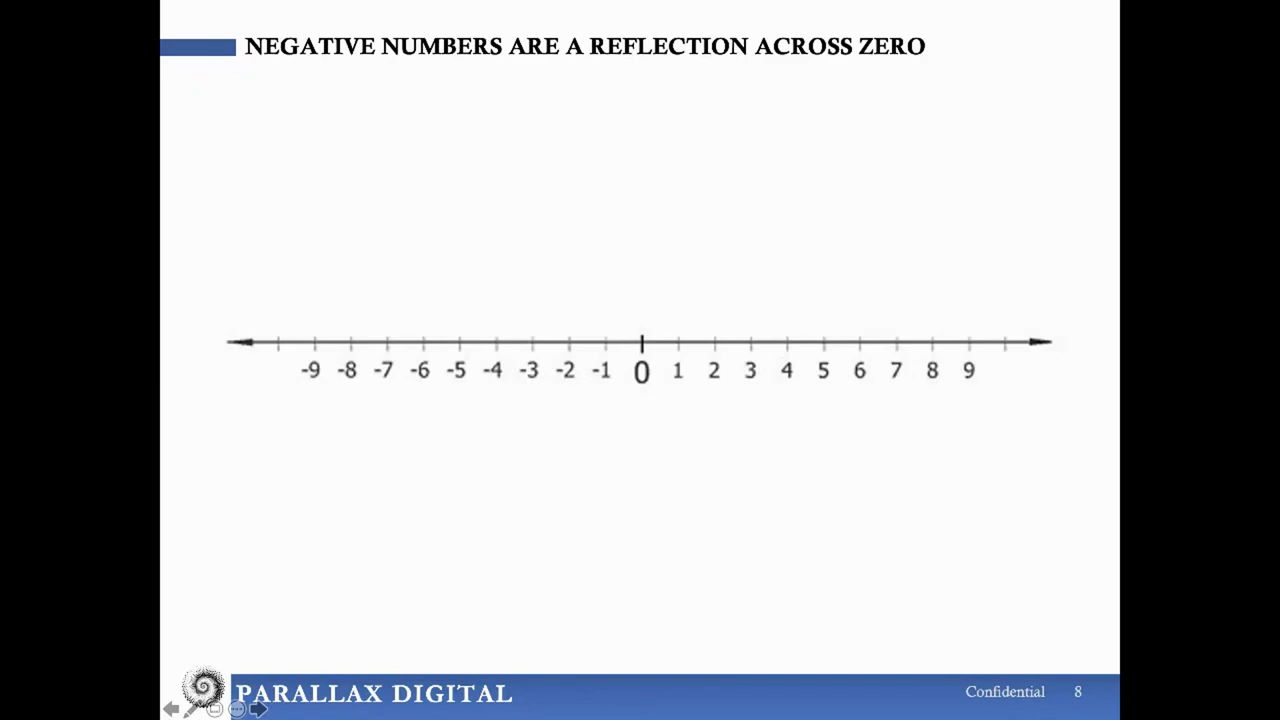 NEGATIVE NUMBERS ARE A REFLECTION ACROSS ZERO
-9 -8 -7 -6 -5 -4 -3 -2 -1 0 1 2 3 4 5 6 7 8 9
PARALLAX DIGITAL
Confidential 8